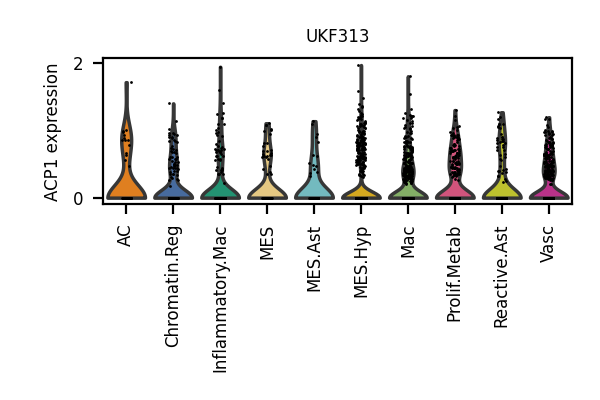 UKF313
ACP1 expression
2
0
AC
Chromatin.Reg
Inflammatory.Mac
MES
MES.Ast
MES.Hyp
Mac
Prolif.Metab
Reactive.Ast
Vasc